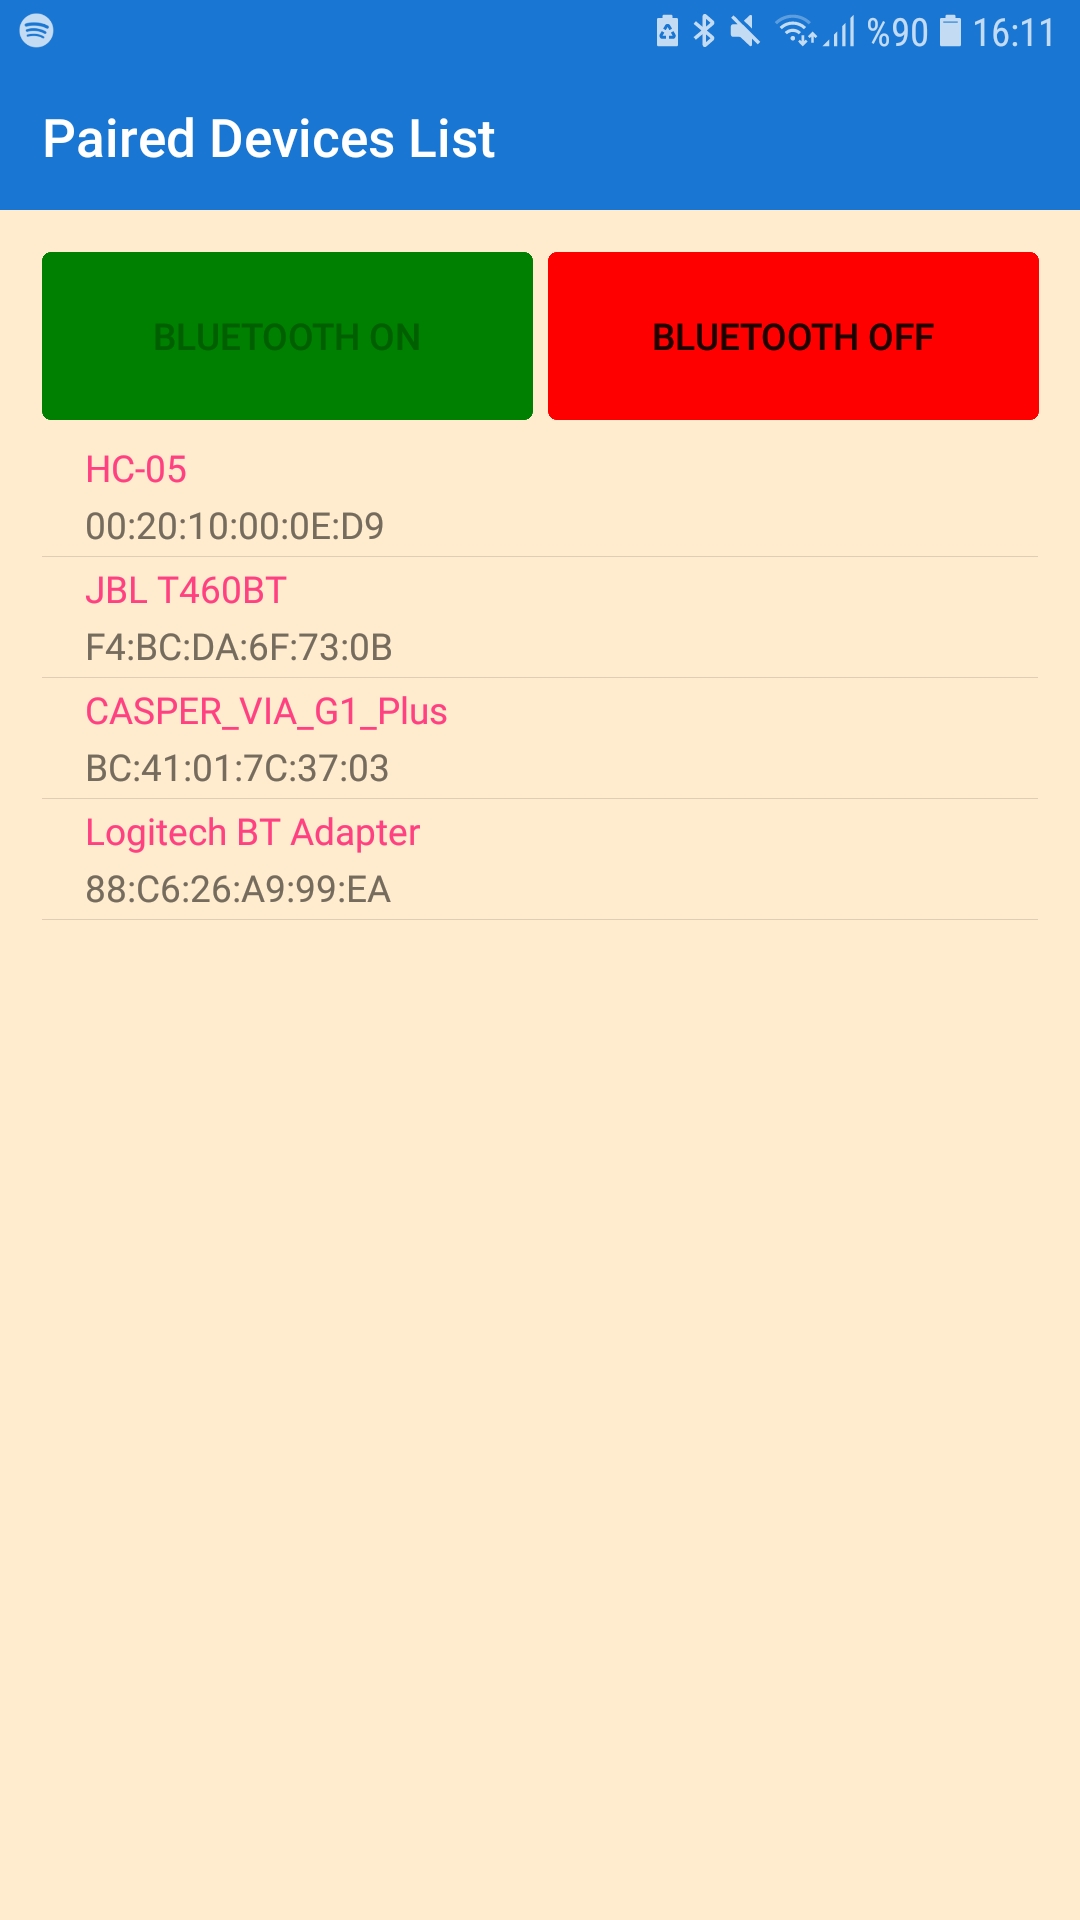 %90 16:11
Paired Devices List
BLUETOOTH ON BLUETOOTH OFF
HC-05
00:20:10:00:0E:D9
JBL T460BT
F4:BC:DA:6F:73:0B
CASPER_VIA_G1_Plus
BC:41:01:7C:37:03
Logitech BT Adapter
88:C6:26:A9:99:EA